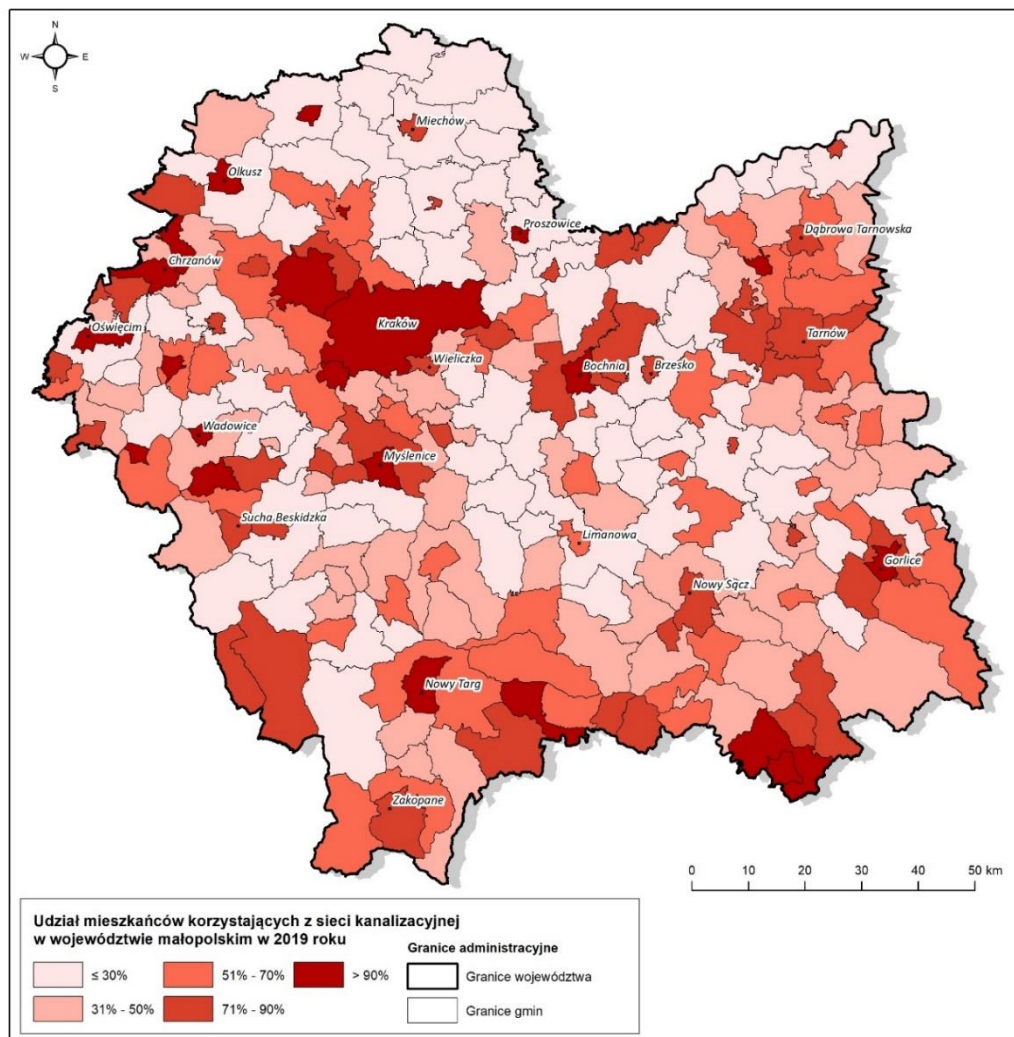 N
W E
S
Miechów
Olkusz
Proszowice
Dąbrowa Tarnowska
Chrzanów
Oświęcim
Kraków
Tarnów
Wieliczka
Bochnia
Brzesko
Wadowice
Myślenice
Sucha Beskidzka
Limanowa
Gorlice
Nowy Sącz
Nowy Targ
Zakopane
0 10 20 30 40 50 km
Udział mieszkańców korzystających z sieci kanalizacyjnej
w województwie małopolskim w 2019 roku
Granice administracyjne
≤ 30% 51% - 70% > 90% Granice województwa
31% - 50% 71% - 90% Granice gmin